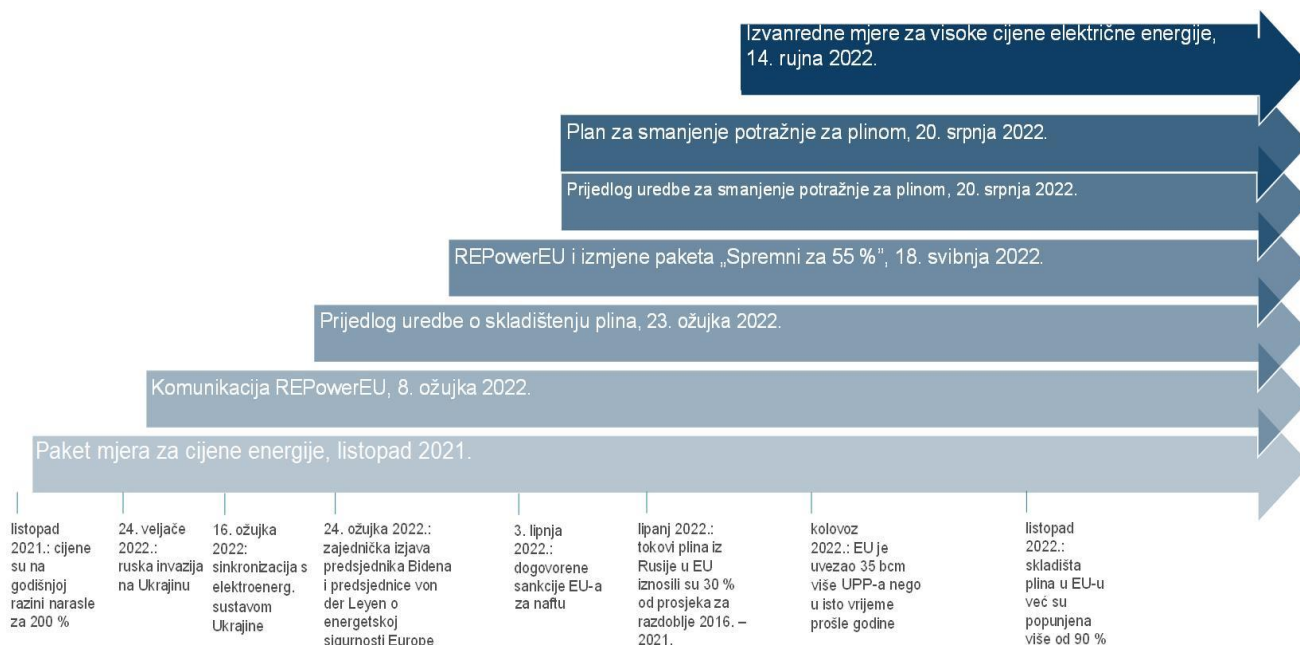 Izvanredne mjere za visoke cijene električne energije,
14. rujna 2022.
Plan za smanjenje potražnje za plinom, 20. srpnja 2022.
Prijedlog uredbe za smanjenje potražnje za plinom, 20. srpnja 2022.
REPowerEU i izmjene paketa „Spremni za 55 %”, 18. svibnja 2022.
Prijedlog uredbe o skladištenju plina, 23. ožujka 2022.
Komunikacija REPowerEU, 8. ožujka 2022.
Paket mjera za cijene energije, listopad 2021.
listopad
2021.: cijene
su na
godišnjoj
razini narasle
za 200 %
24. veljače
2022.:
ruska invazija
na Ukrajinu
16. ožujka
2022:
sinkronizacija s
elektroenerg.
sustavom
Ukrajine
24. ožujka 2022.:
zajednička izjava
predsjednika Bidena
i predsjednice von
der Leyen o
energetskoj
sigurnosti Europe
3. lipnja
2022.:
dogovorene
sankcije EU-a
za naftu
lipanj 2022.:
tokovi plina iz
Rusije u EU
iznosili su 30 %
od prosjeka za
razdoblje 2016. –
2021.
kolovoz
2022.: EU je
uvezao 35 bcm
više UPP-a nego
u isto vrijeme
prošle godine
listopad
2022.:
skladišta
plina u EU-u
već su
popunjena
više od 90 %